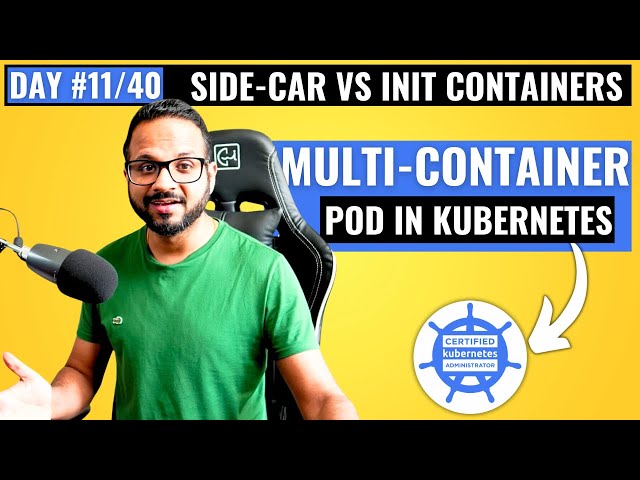 DAY #11/40
SIDE-CAR VS INIT CONTAINERS
MULTI-CONTAINER
POD IN KUBERNETES
CERTIFIED
kubernetes
ADMINISTRATOR